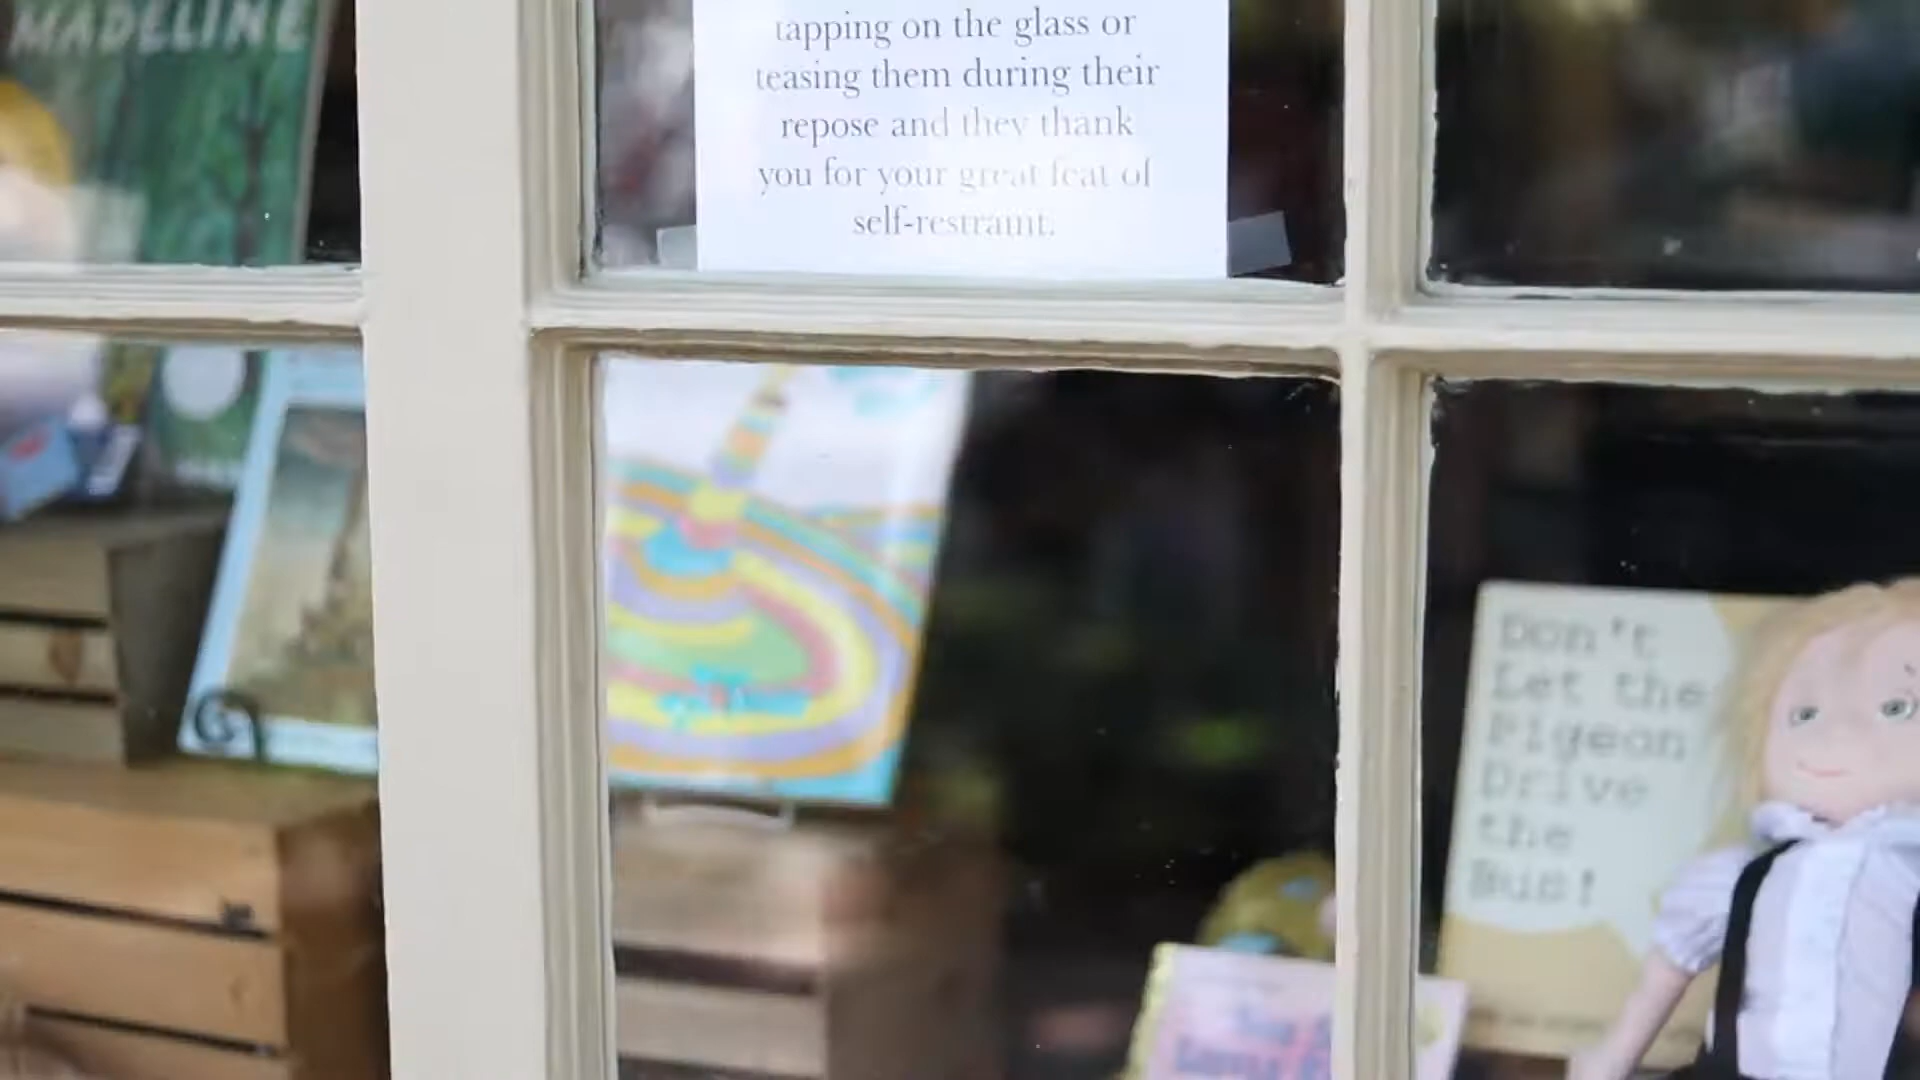 MADELINE
tapping on the glass or
teasing them during their
repose and they thank
you for your great feat of
self-restraint.
Don't
Let the
Pigeon
Drive
the
Bus!